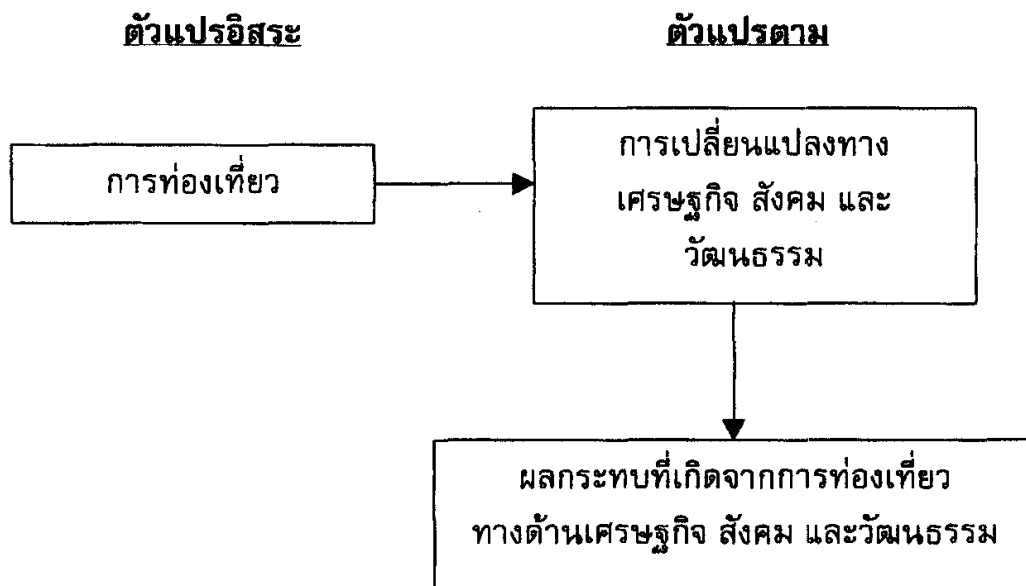 ตัวแปรอิสระ
ตัวแปรตาม
การท่องเที่ยว
การเปลี่ยนแปลงทาง
เศรษฐกิจ สังคม และ
วัฒนธรรม
ผลกระทบที่เกิดจากการท่องเที่ยว
ทางด้านเศรษฐกิจ สังคม และวัฒนธรรม